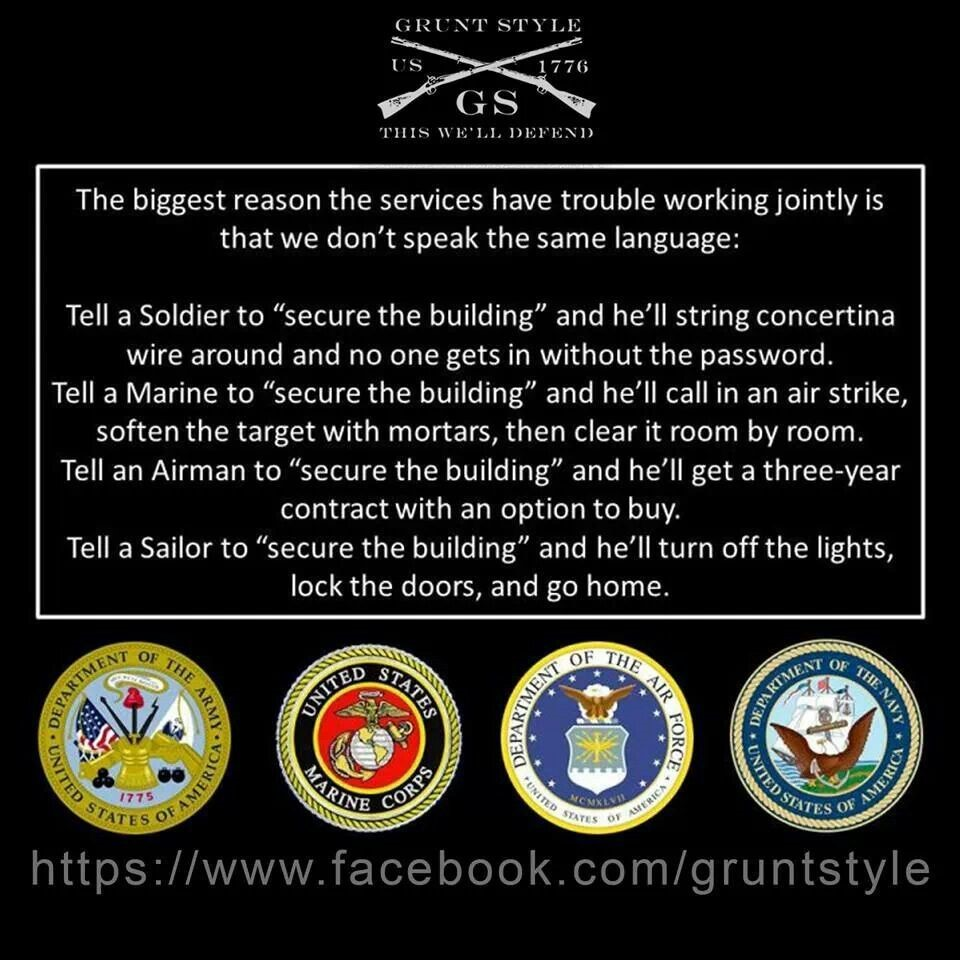 GRUNT STYLE
US 1776
GS
THIS WE'LL DEFEND
The biggest reason the services have trouble working jointly is
that we don't speak the same language:
Tell a Soldier to “secure the building” and he'll string concertina
wire around and no one gets in without the password.
Tell a Marine to “secure the building” and he'll call in an air strike,
soften the target with mortars, then clear it room by room.
Tell an Airman to “secure the building” and he'll get a three-year
contract with an option to buy.
Tell a Sailor to “secure the building” and he'll turn off the lights,
lock the doors, and go home.
DEPARTMENT OF THE ARMY
1775
UNITED STATES OF AMERICA
UNITED STATES
MARINE CORPS
DEPARTMENT OF THE AIR FORCE
MCMXLVII
UNITED STATES OF AMERICA
DEPARTMENT OF THE NAVY
UNITED STATES OF AMERICA
https://www.facebook.com/gruntstyle